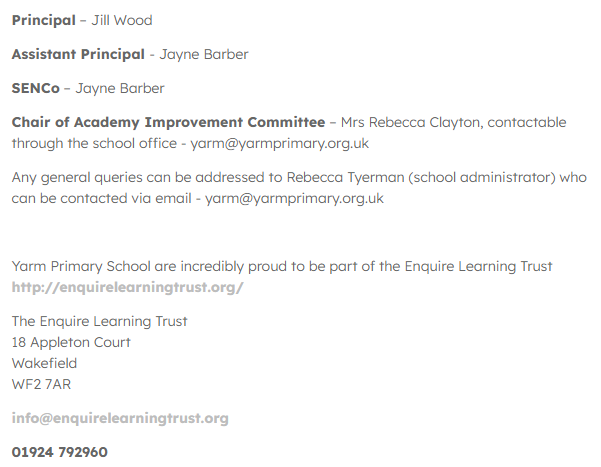 Principal – Jill Wood
Assistant Principal - Jayne Barber
SENCo – Jayne Barber
Chair of Academy Improvement Committee – Mrs Rebecca Clayton, contactable
through the school office - yarm@yarmprimary.org.uk
Any general queries can be addressed to Rebecca Tyerman (school administrator) who
can be contacted via email - yarm@yarmprimary.org.uk
Yarm Primary School are incredibly proud to be part of the Enquire Learning Trust
http://enquirelearningtrust.org/
The Enquire Learning Trust
18 Appleton Court
Wakefield
WF2 7AR
info@enquirelearningtrust.org
01924 792960